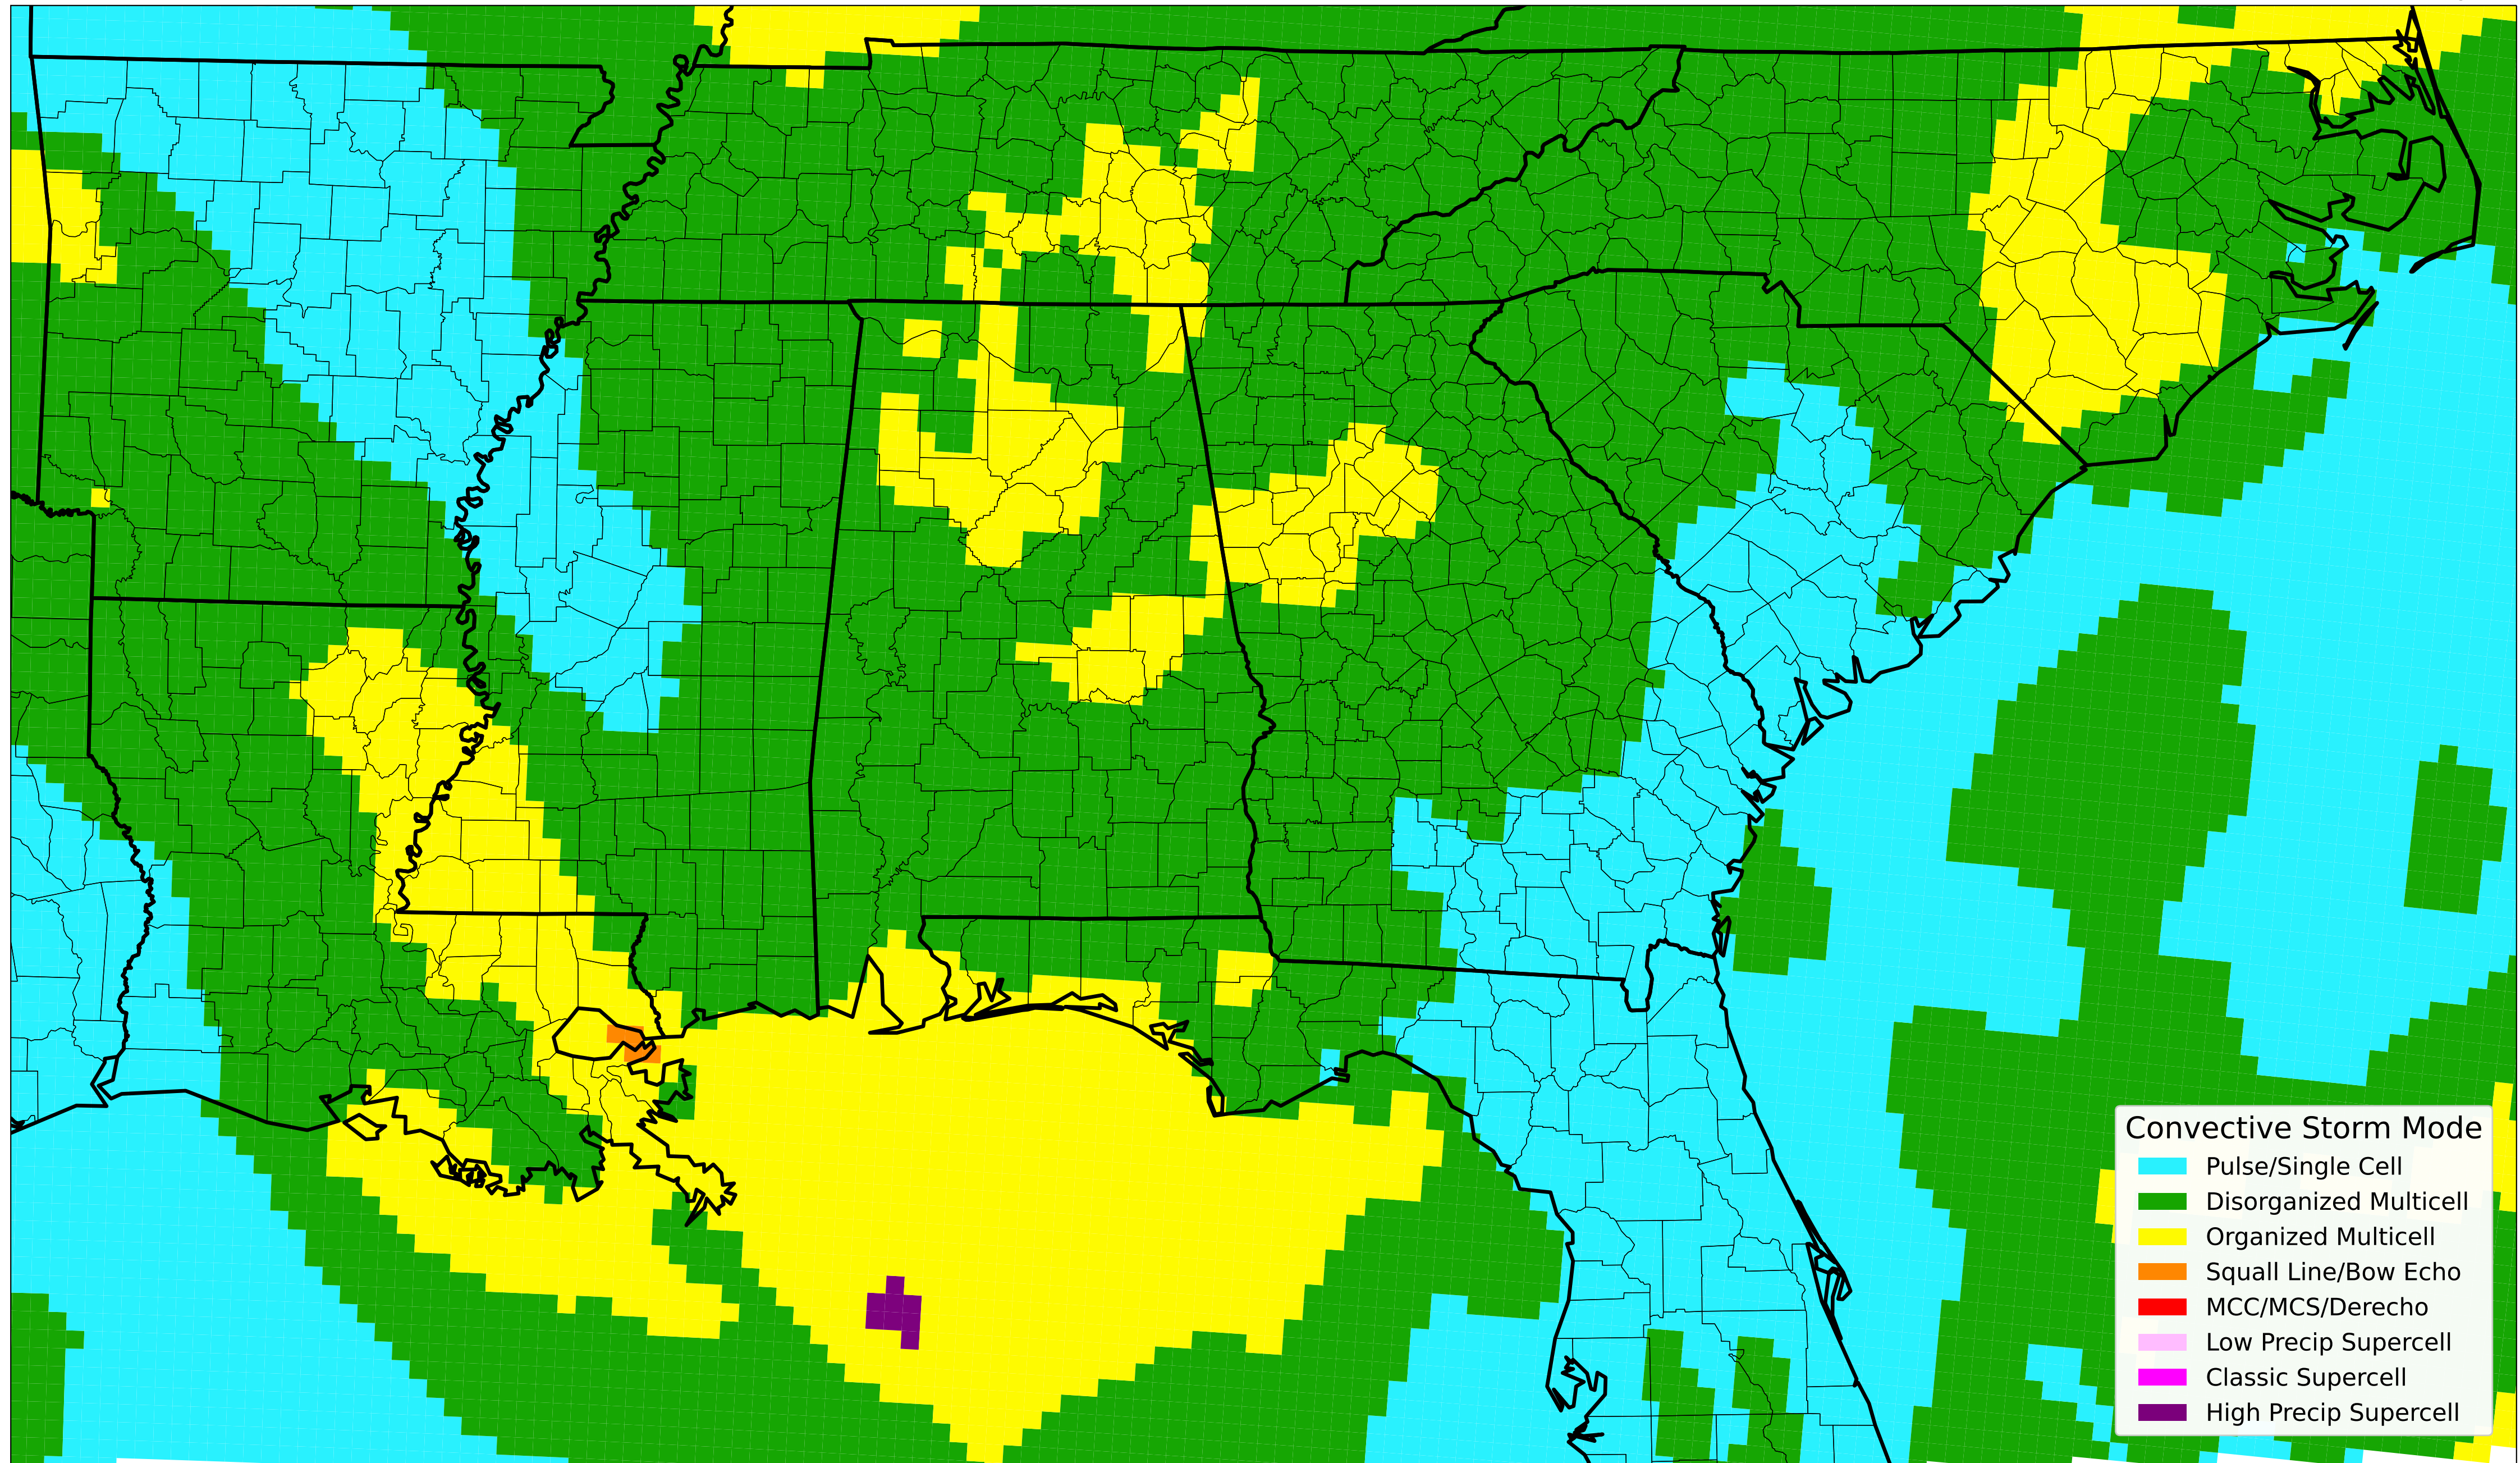 Convective Storm Mode
Pulse/Single Cell
Disorganized Multicell
Organized Multicell
Squall Line/Bow Echo
MCC/MCS/Derecho
Low Precip Supercell
Classic Supercell
High Precip Supercell